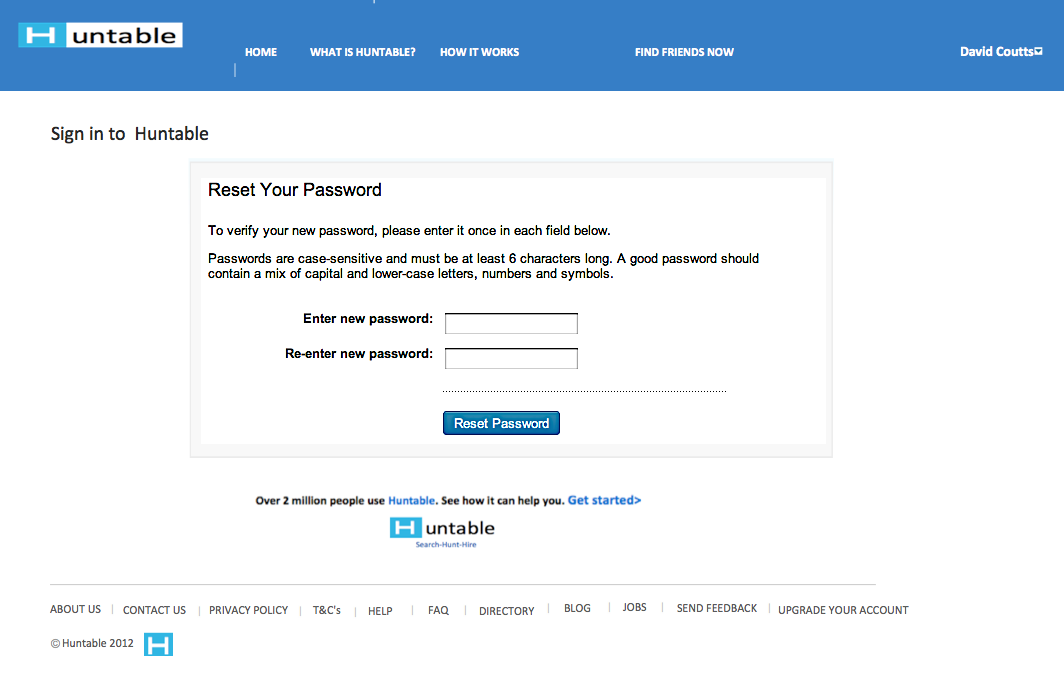 Huntable
HOME WHAT IS HUNTABLE? HOW IT WORKS FIND FRIENDS NOW David Coutts
Sign in to Huntable
Reset Your Password
To verify your new password, please enter it once in each field below.
Passwords are case-sensitive and must be at least 6 characters long. A good password should
contain a mix of capital and lower-case letters, numbers and symbols.
Enter new password:
Re-enter new password:
Reset Password
Over 2 million people use Huntable. See how it can help you. Get started>
Huntable
Search-Hunt-Hire
ABOUT US | CONTACT US | PRIVACY POLICY | T&C's | HELP | FAQ | DIRECTORY | BLOG | JOBS | SEND FEEDBACK | UPGRADE YOUR ACCOUNT
© Huntable 2012 H